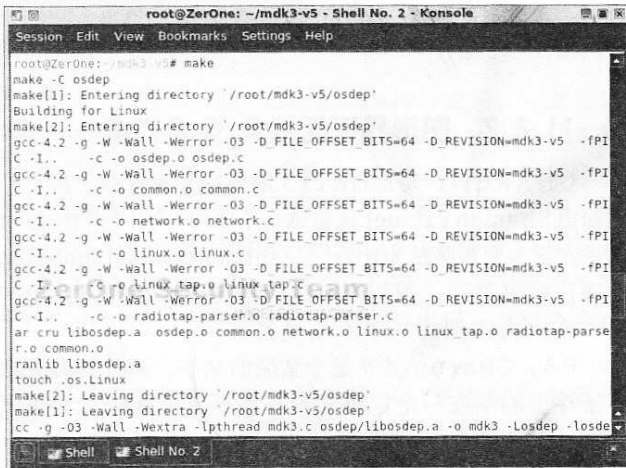 root@ZerOne: ~/mdk3-v5 - Shell No. 2 - Konsole
Session Edit View Bookmarks Settings Help
root@ZerOne:~/mdk3-v5# make
make -C osdep
make[1]: Entering directory `/root/mdk3-v5/osdep'
Building for Linux
make[2]: Entering directory `/root/mdk3-v5/osdep'
gcc-4.2 -g -W -Wall -Werror -O3 -D_FILE_OFFSET_BITS=64 -D_REVISION=mdk3-v5 -fPI
C -I.. -c -o osdep.o osdep.c
gcc-4.2 -g -W -Wall -Werror -O3 -D_FILE_OFFSET_BITS=64 -D_REVISION=mdk3-v5 -fPI
C -I.. -c -o common.o common.c
gcc-4.2 -g -W -Wall -Werror -O3 -D_FILE_OFFSET_BITS=64 -D_REVISION=mdk3-v5 -fPI
C -I.. -c -o network.o network.c
gcc-4.2 -g -W -Wall -Werror -O3 -D_FILE_OFFSET_BITS=64 -D_REVISION=mdk3-v5 -fPI
C -I.. -c -o linux.o linux.c
gcc-4.2 -g -W -Wall -Werror -O3 -D_FILE_OFFSET_BITS=64 -D_REVISION=mdk3-v5 -fPI
C -I.. -c -o linux_tap.o linux_tap.c
ZerOne Security Team
gcc-4.2 -g -W -Wall -Werror -O3 -D_FILE_OFFSET_BITS=64 -D_REVISION=mdk3-v5 -fPI
C -I.. -c -o radiotap-parser.o radiotap-parser.c
ar cru libosdep.a osdep.o common.o network.o linux.o linux_tap.o radiotap-parse
r.o common.o
ranlib libosdep.a
touch .os.Linux
make[2]: Leaving directory `/root/mdk3-v5/osdep'
make[1]: Leaving directory `/root/mdk3-v5/osdep'
cc -g -O3 -Wall -Wextra -lpthread mdk3.c osdep/libosdep.a -o mdk3 -Losdep -losde
Shell Shell No. 2